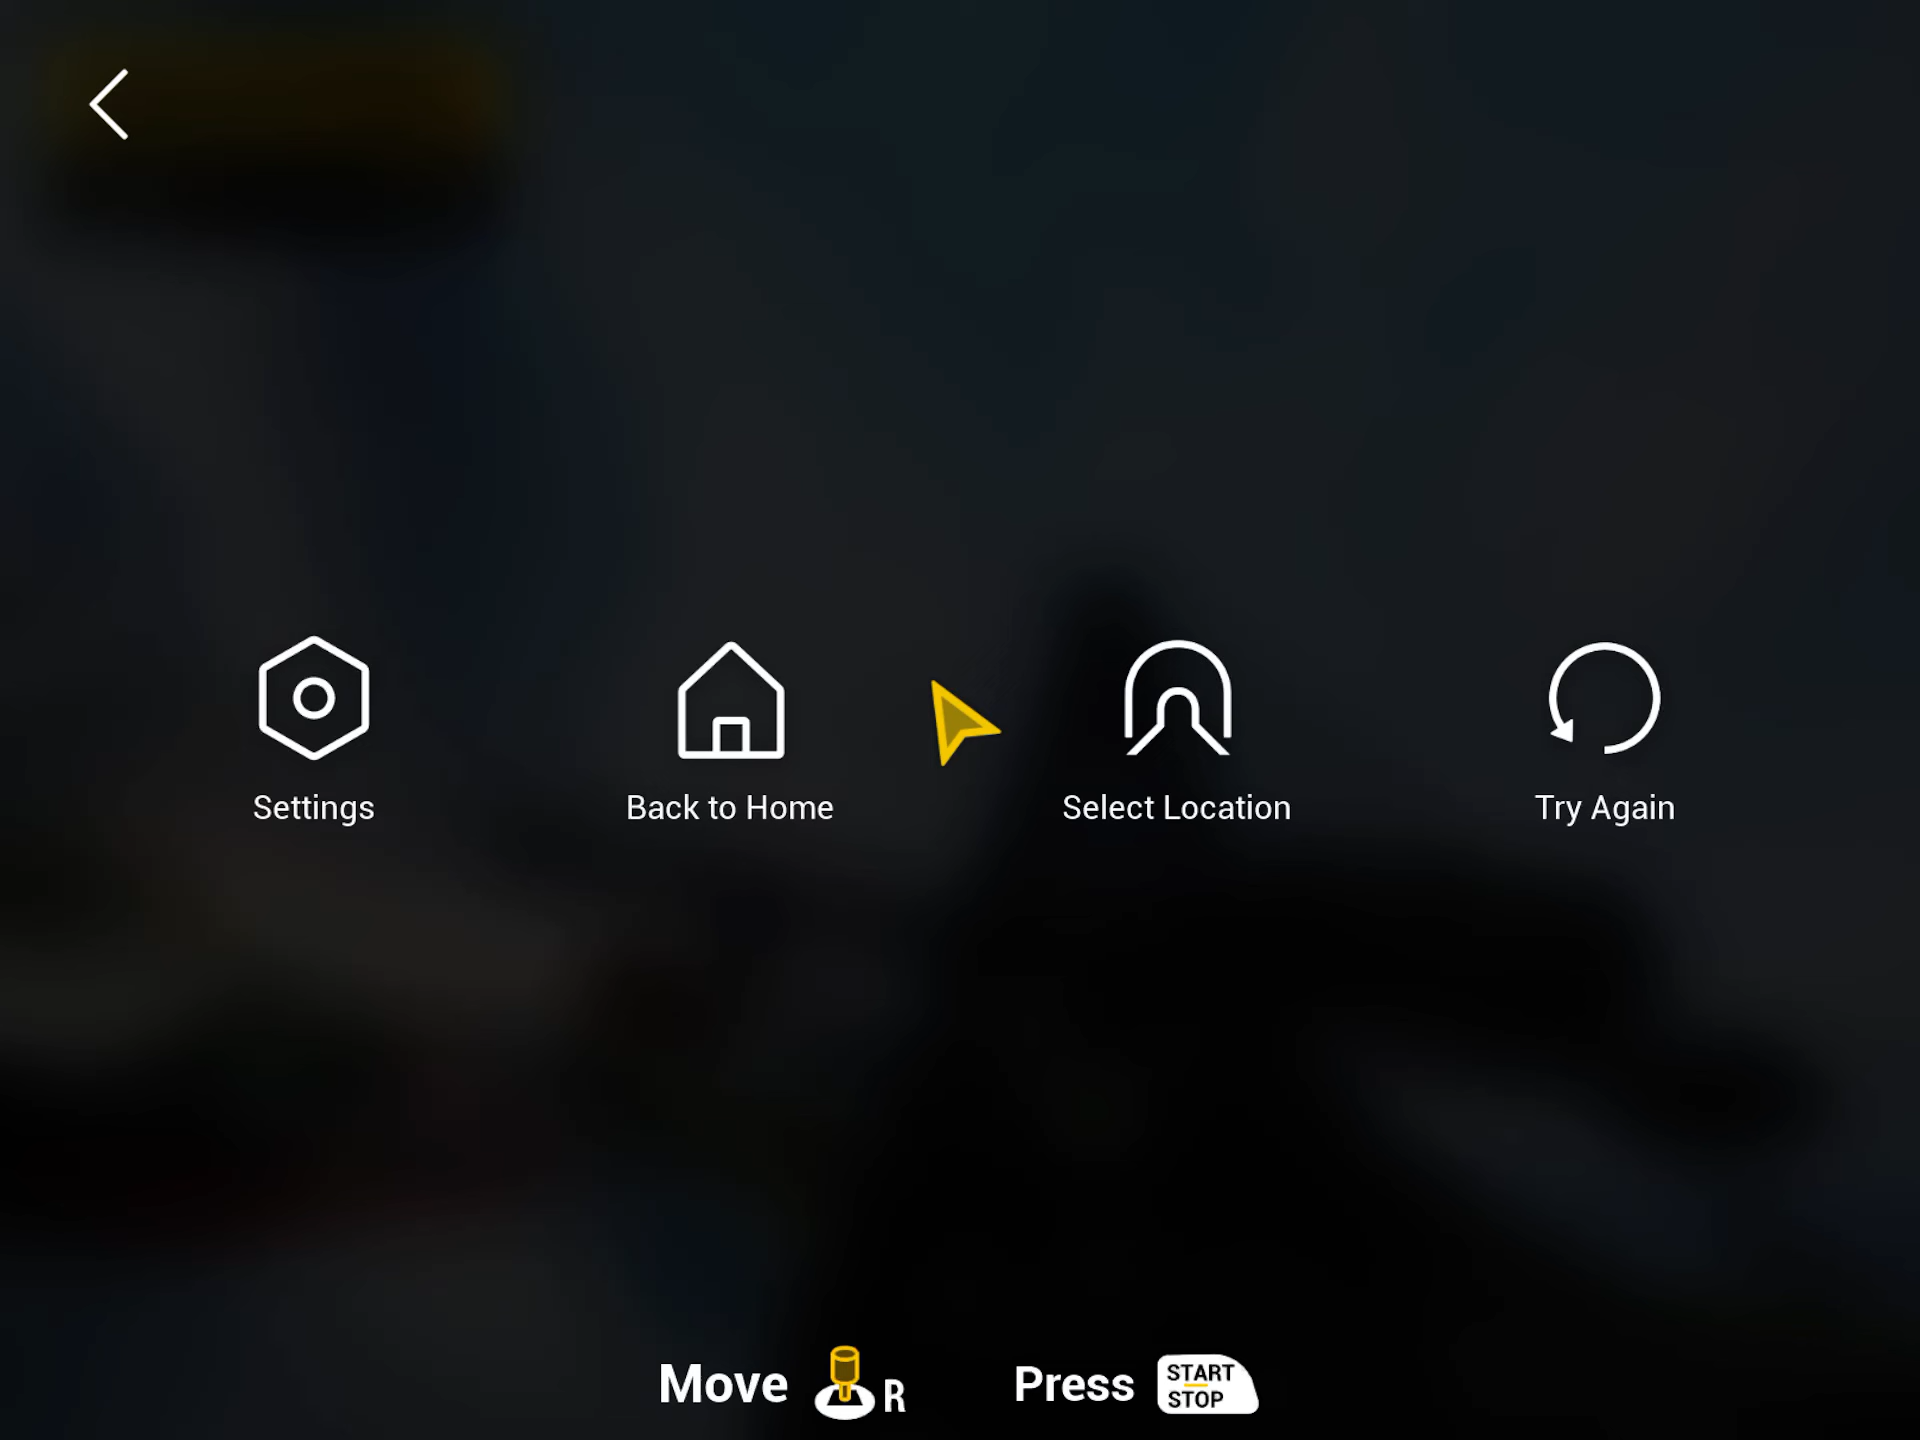 Settings
Back to Home
Select Location
Try Again
Move R Press START
STOP